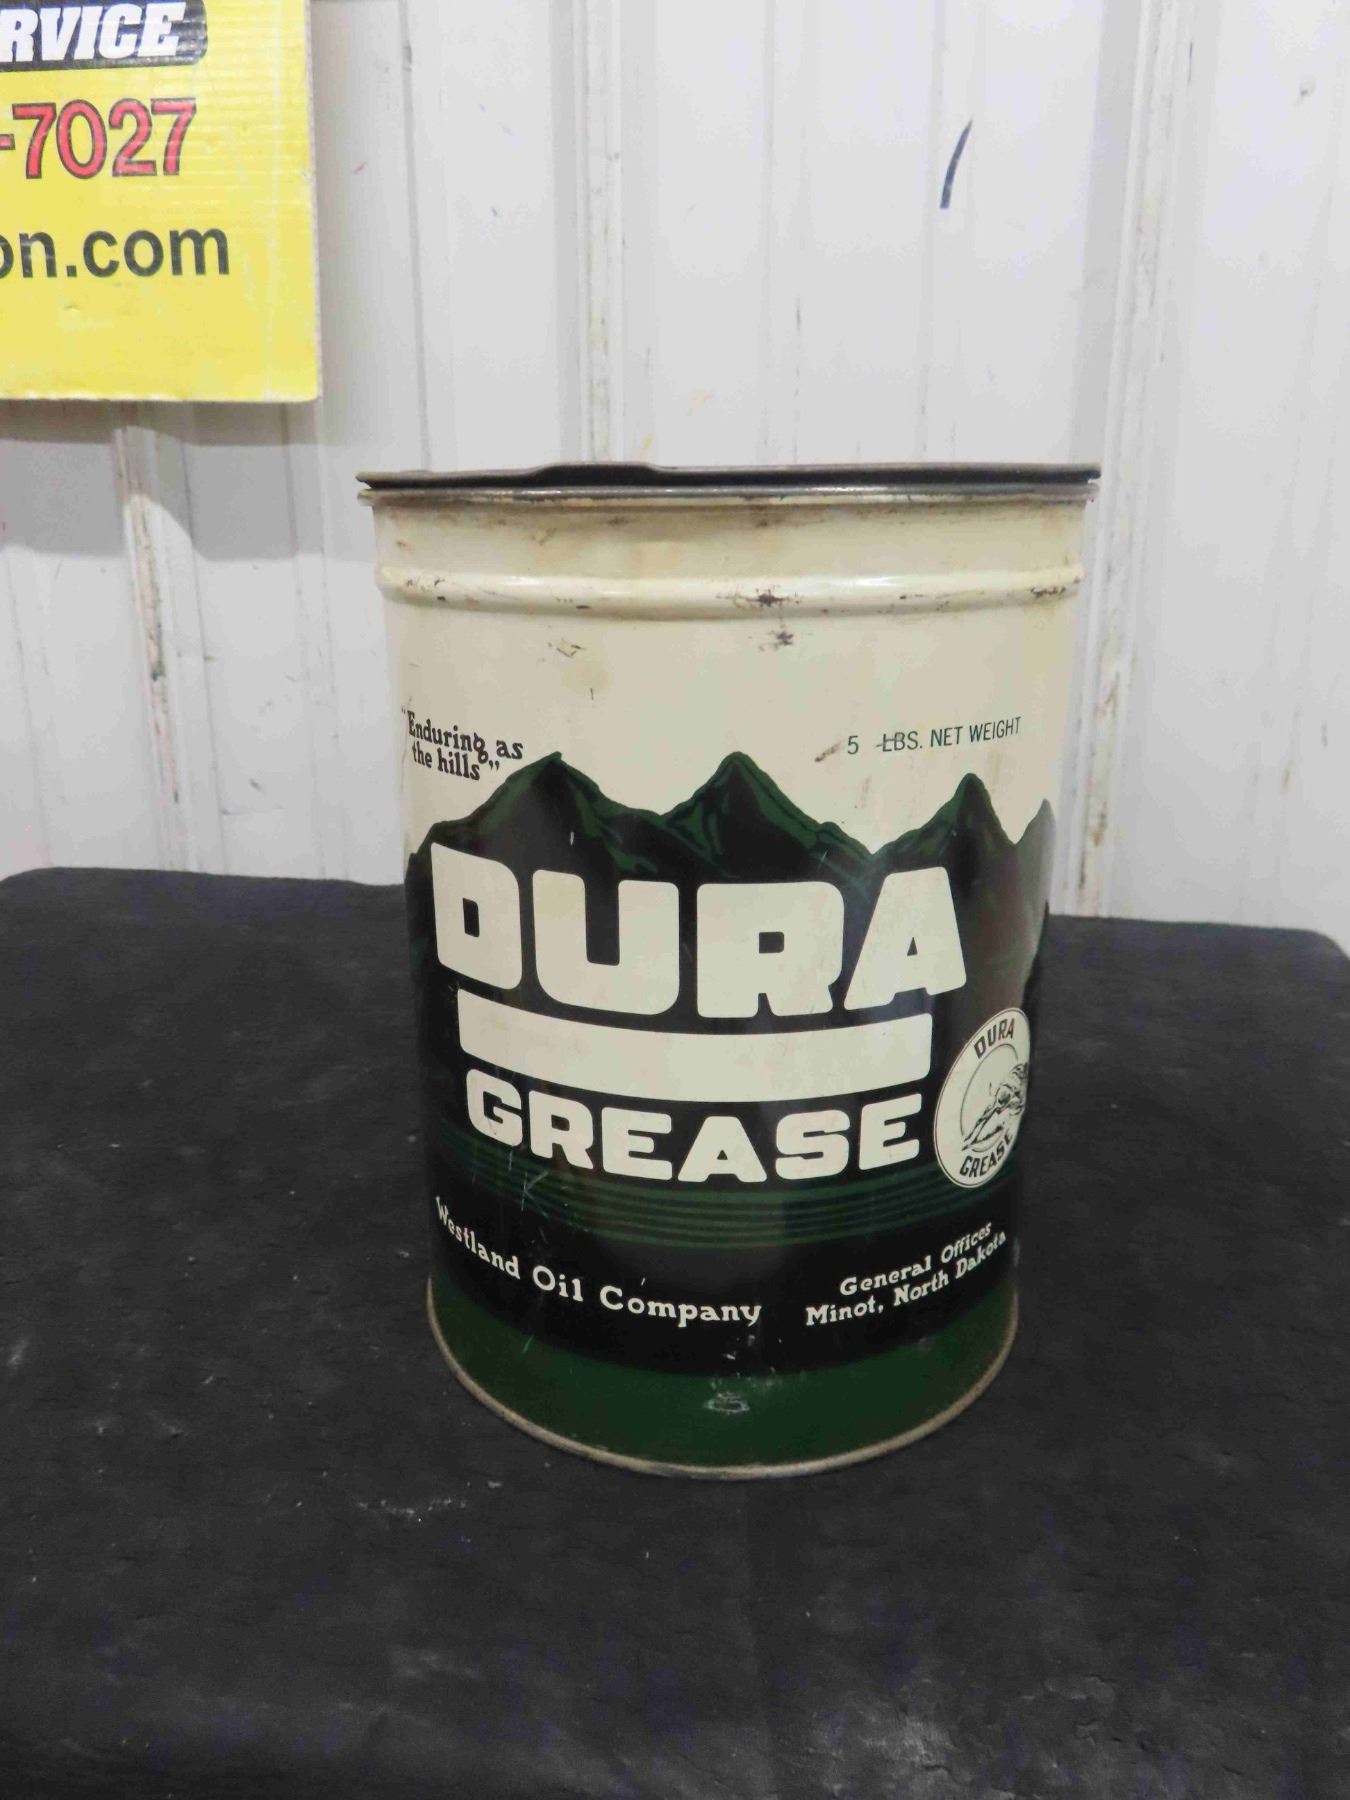 RVICE
-7027
on.com
"Enduring as
the hills"
5 LBS. NET WEIGHT
DURA
GREASE
DURA
GREASE
Westland Oil Company
General Offices
Minot, North Dakota